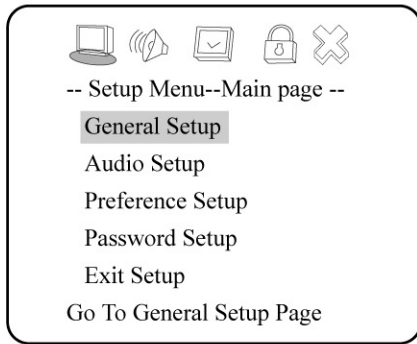 -- Setup Menu--Main page --
General Setup
Audio Setup
Preference Setup
Password Setup
Exit Setup
Go To General Setup Page